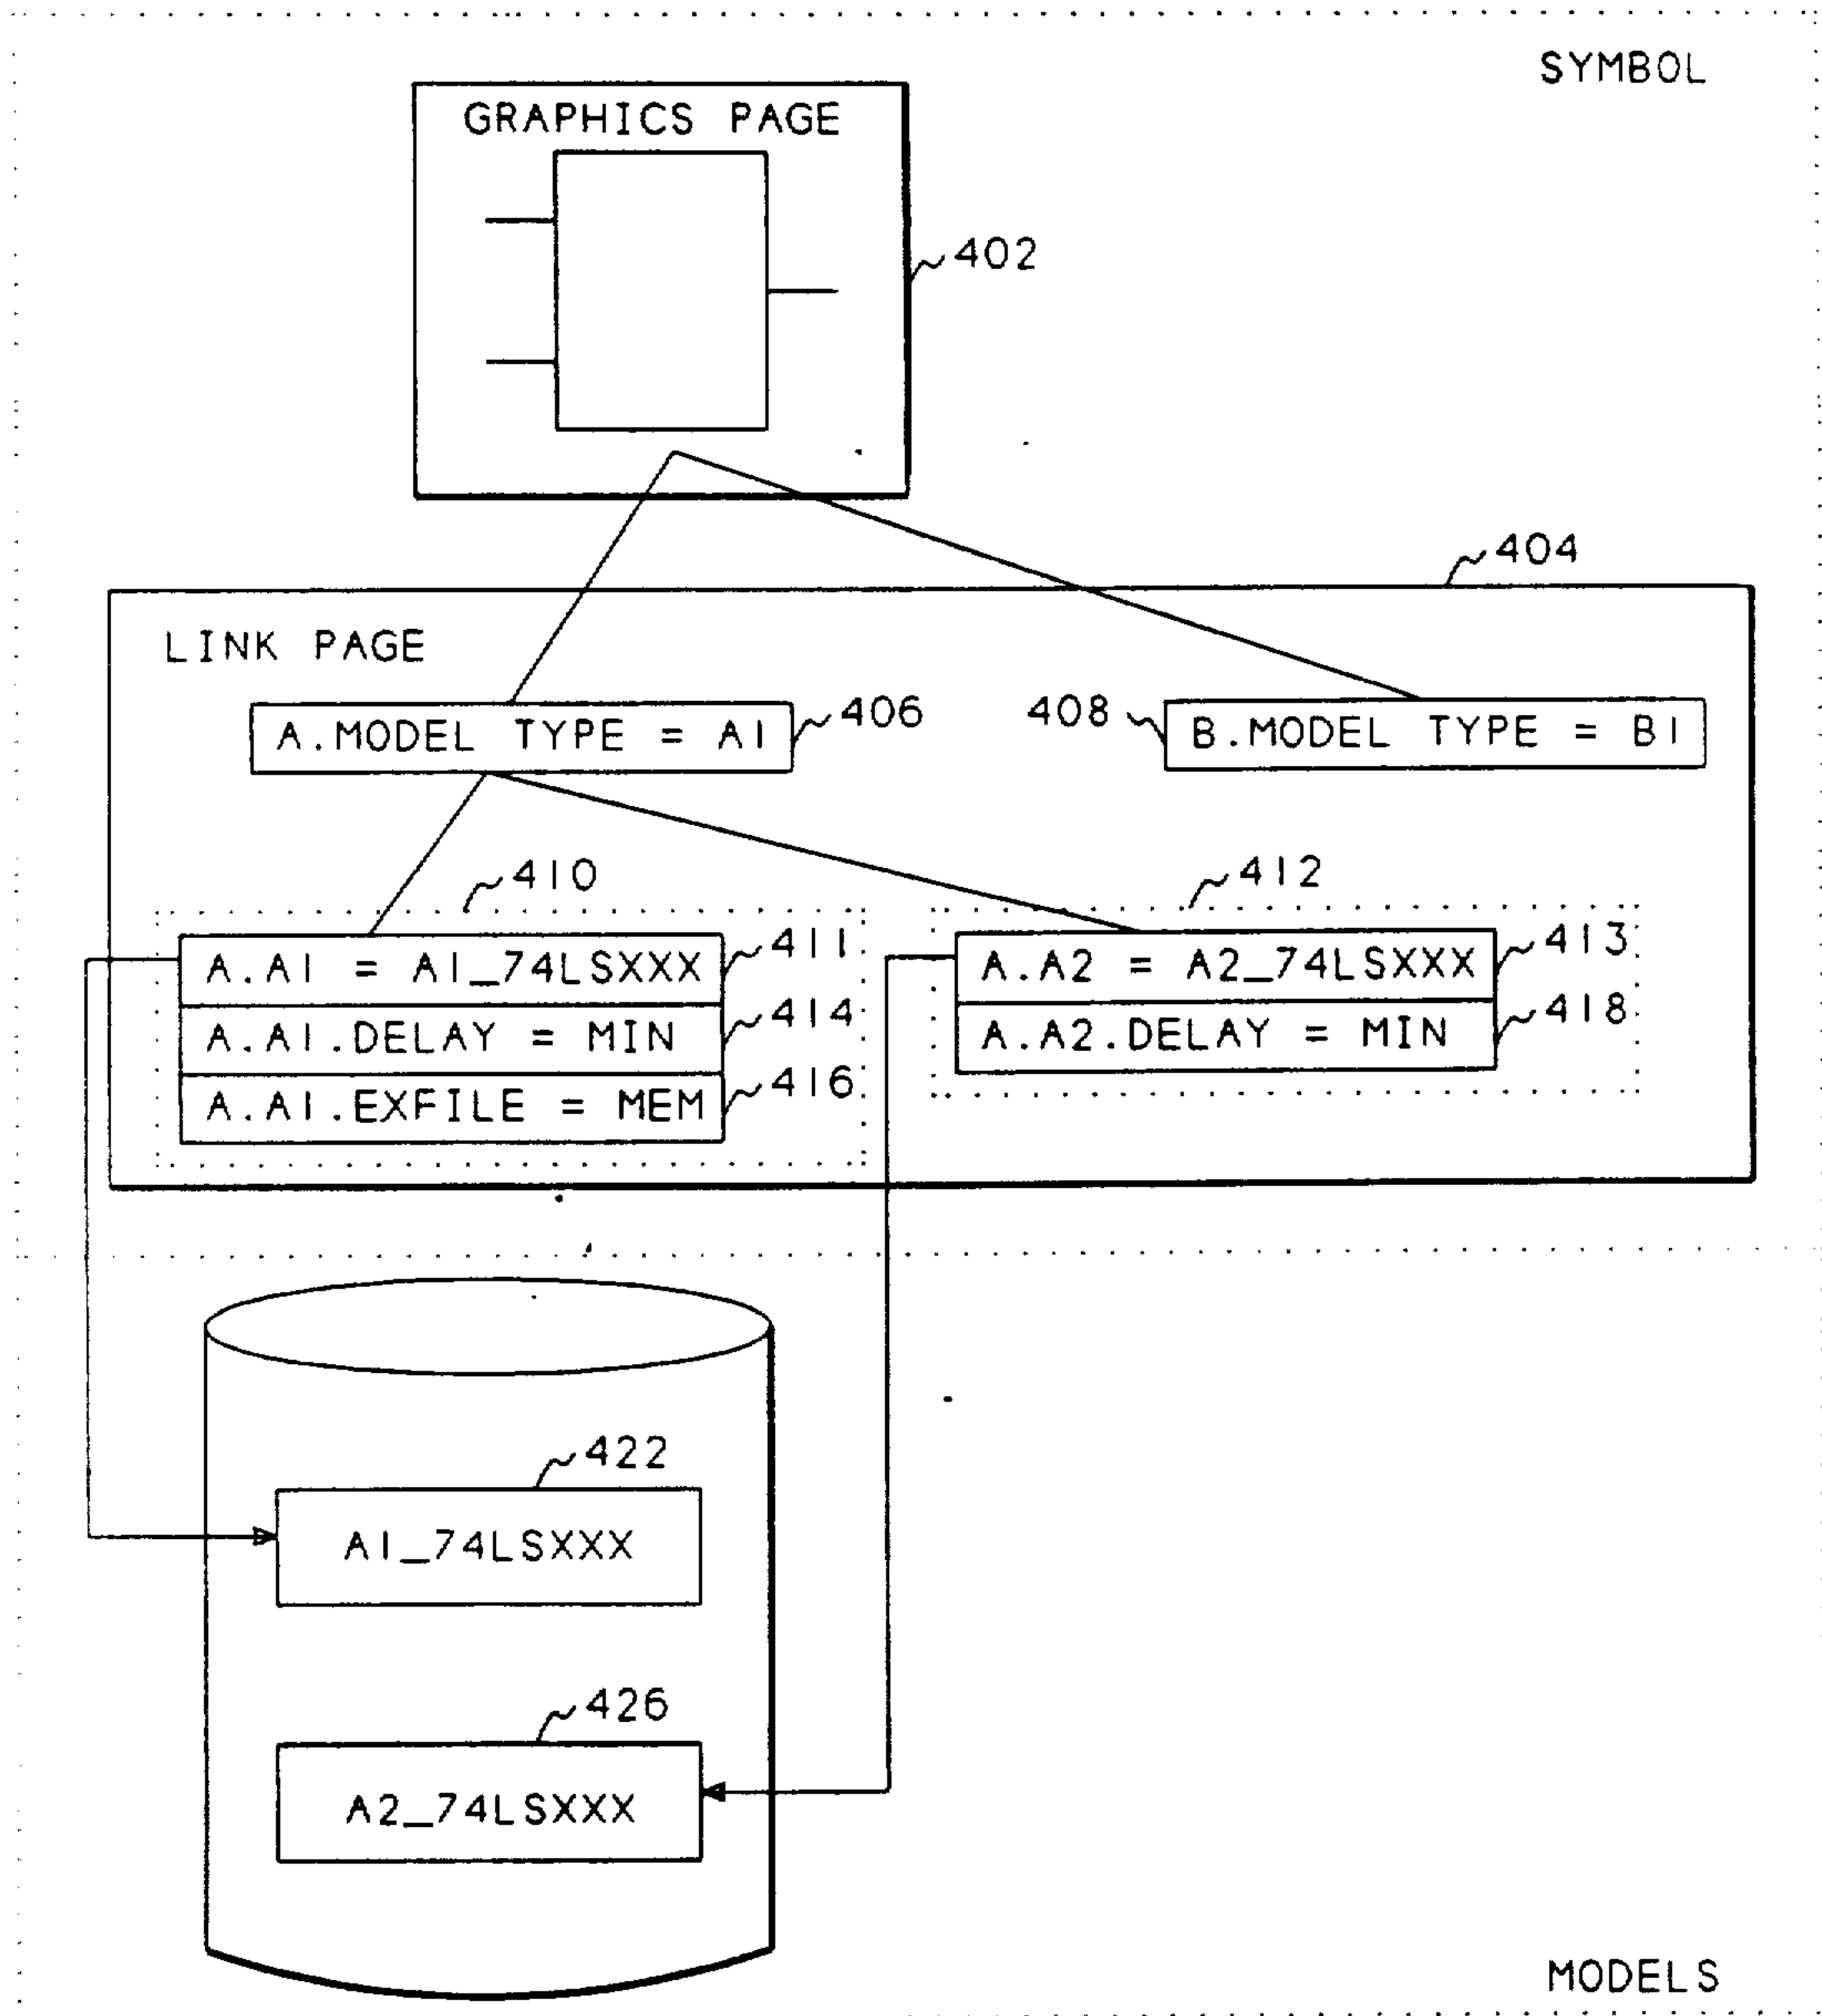 SYMBOL
GRAPHICS PAGE
402
404
LINK PAGE
A.MODEL TYPE = A1
406
408
B.MODEL TYPE = B1
410
412
A.A1 = A1_74LSXXX
411
A.A2 = A2_74LSXXX
413
A.A1.DELAY = MIN
414
A.A2.DELAY = MIN
418
A.A1.EXFILE = MEM
416
422
A1_74LSXXX
426
A2_74LSXXX
MODELS